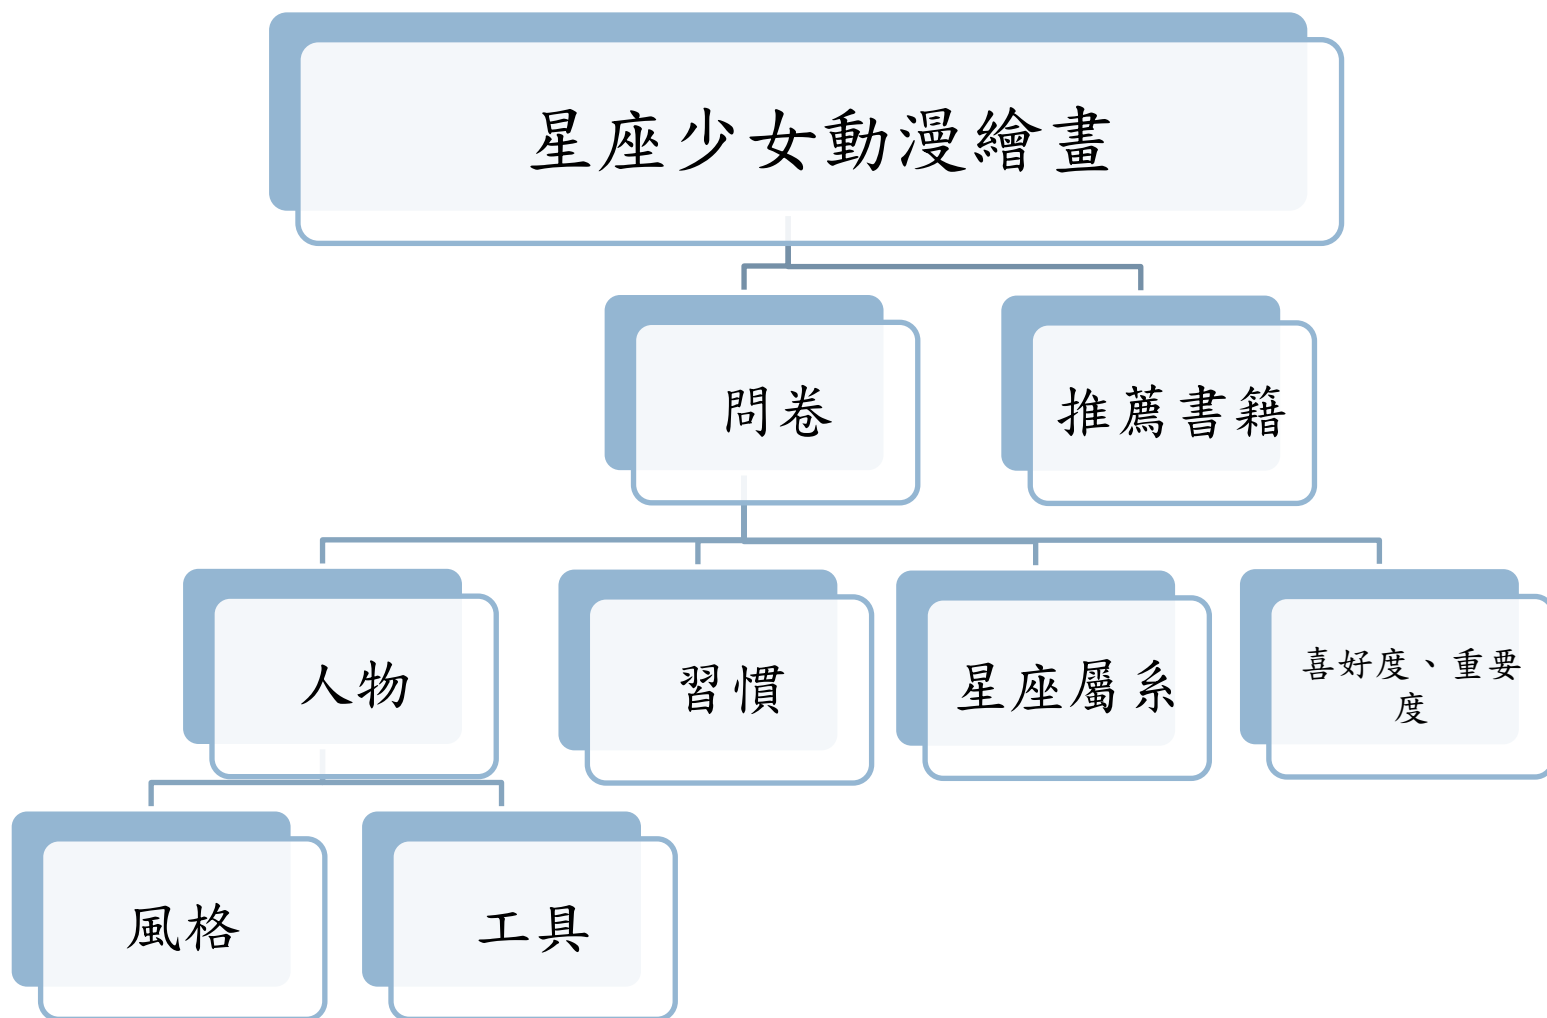 星座少女動漫繪畫
問卷
推薦書籍
人物
習慣
星座屬系
喜好度、重要
度
風格
工具